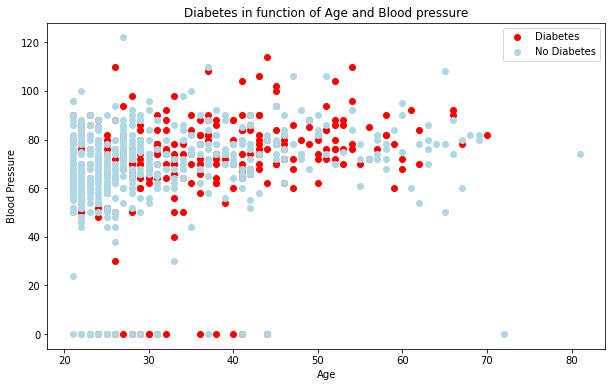 Diabetes in function of Age and Blood pressure
Diabetes
No Diabetes
120
100
80
60
40
20
0
Blood Pressure
20
30
40
50
60
70
80
Age